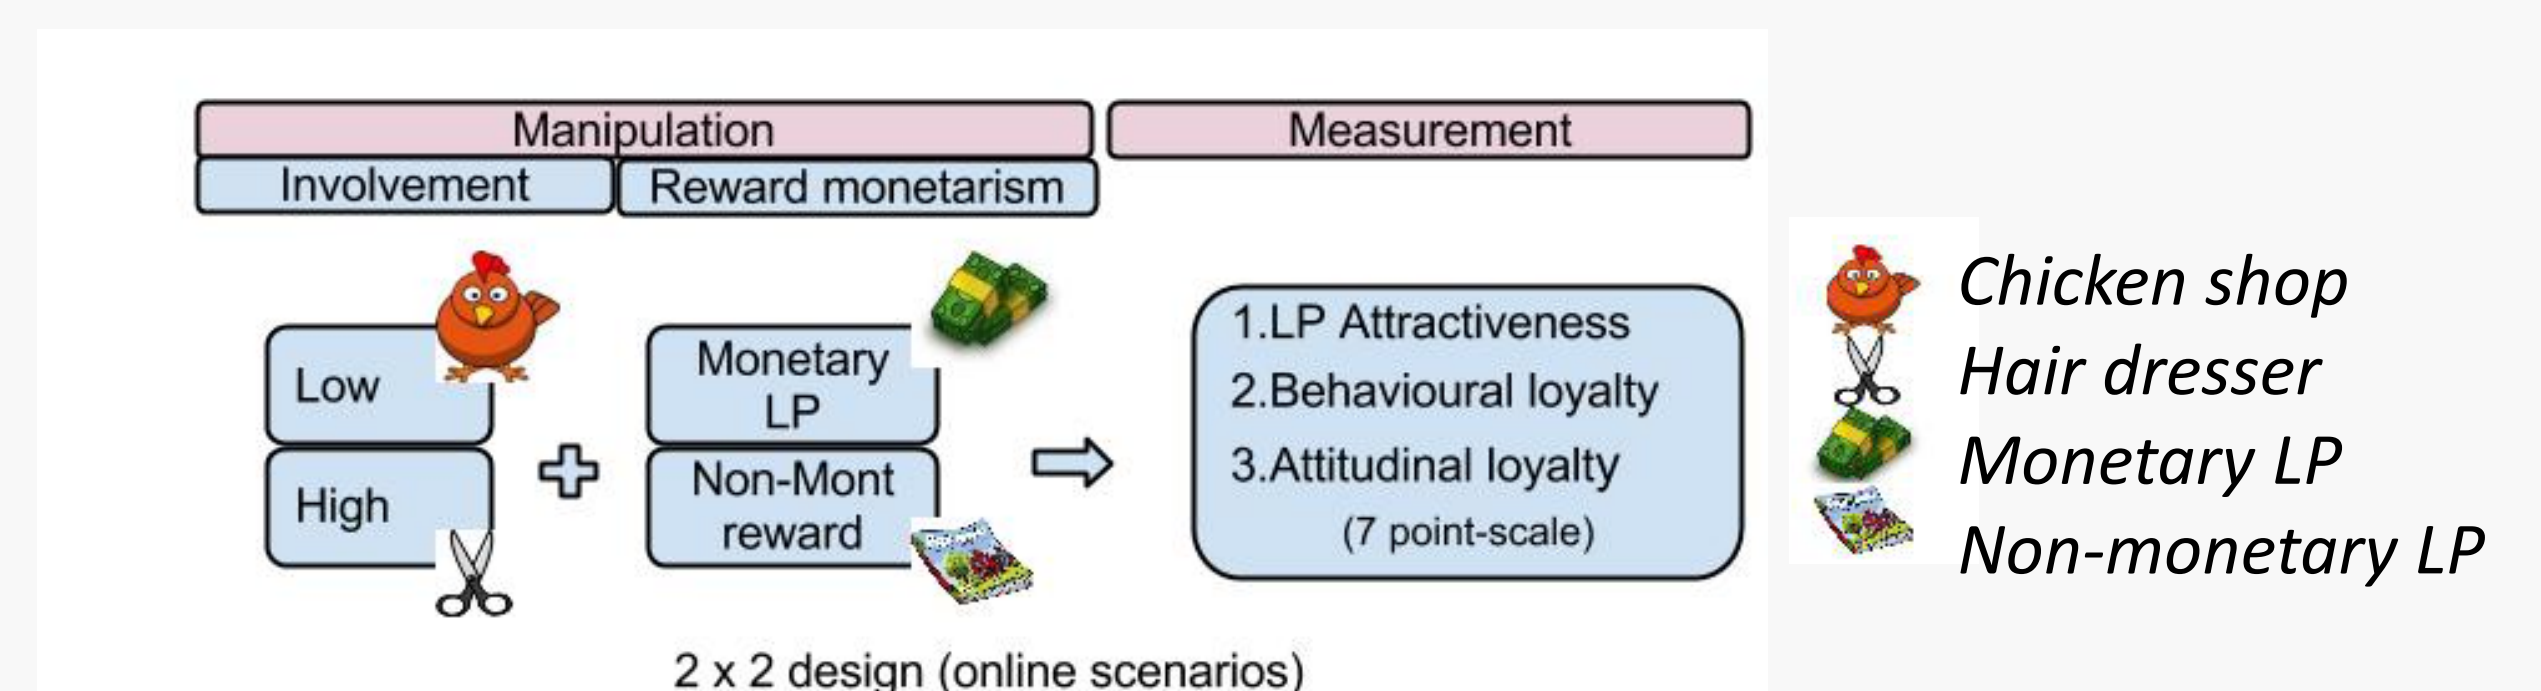 Manipulation
Measurement
Involvement
Reward monetarism
Low
High
Monetary
LP
Non-Mont
reward
1.LP Attractiveness
2.Behavioural loyalty
3.Attitudinal loyalty
(7 point-scale)
2 x 2 design (online scenarios)
Chicken shop
Hair dresser
Monetary LP
Non-monetary LP